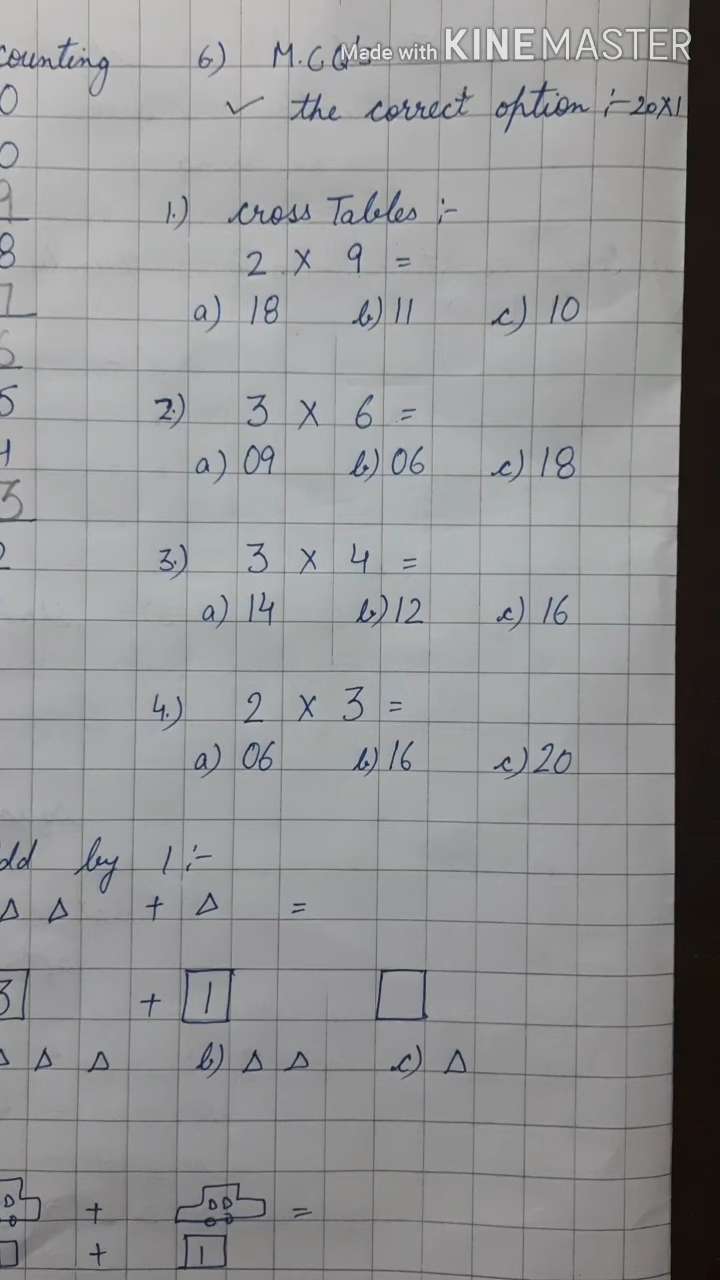 counting
0
0
9
8
7
6
5
4
3
2
6) M.C.Q's
Made with KINEMASTER
✓ the correct option :- 20X1
1.) Cross Tables :-
2 X 9 =
a) 18 b) 11 c) 10
2.) 3 X 6 =
a) 09 b) 06 c) 18
3.) 3 X 4 =
a) 14 b) 12 c) 16
4.) 2 X 3 =
a) 06 b) 16 c) 20
dd by 1 :-
+ =
3 + 1
b) c)
+ =
+ 1